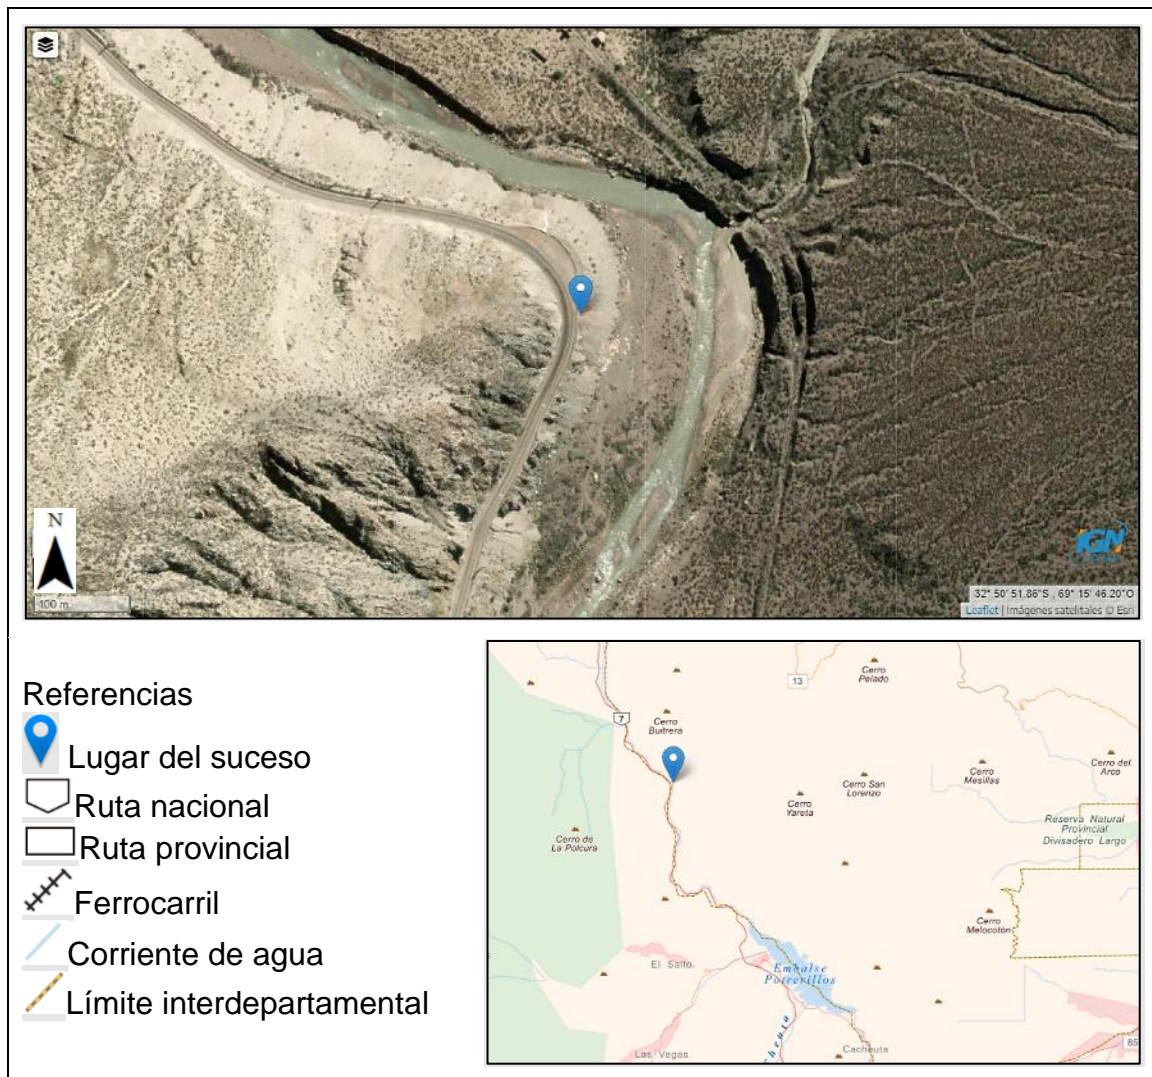 N
100 m
IGN
32° 50' 51.86"S , 69° 15' 46.20"O
Leaflet | Imágenes satelitales © Esri
Referencias
Lugar del suceso
Ruta nacional
Ruta provincial
Ferrocarril
Corriente de agua
Límite interdepartamental
13
Cerro
Pelado
7
Cerro
Buitrera
Cerro San
Lorenzo
Cerro
Mesillas
Cerro del
Arco
Cerro
Yareta
Reserva Natural
Provincial
Divisadero Largo
Cerro de
La Polcura
Cerro
Melocotón
El Salto
Embalse
Potrerillos
Las Vegas
Cacheuta
85